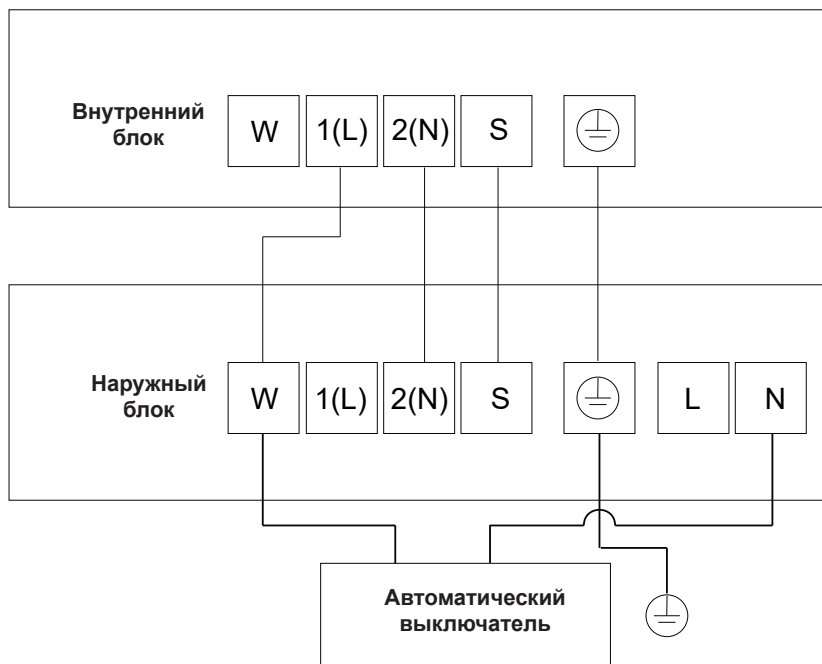 Внутренний
блок
W 1(L) 2(N) S
Наружный
блок
W 1(L) 2(N) S L N
Автоматический
выключатель